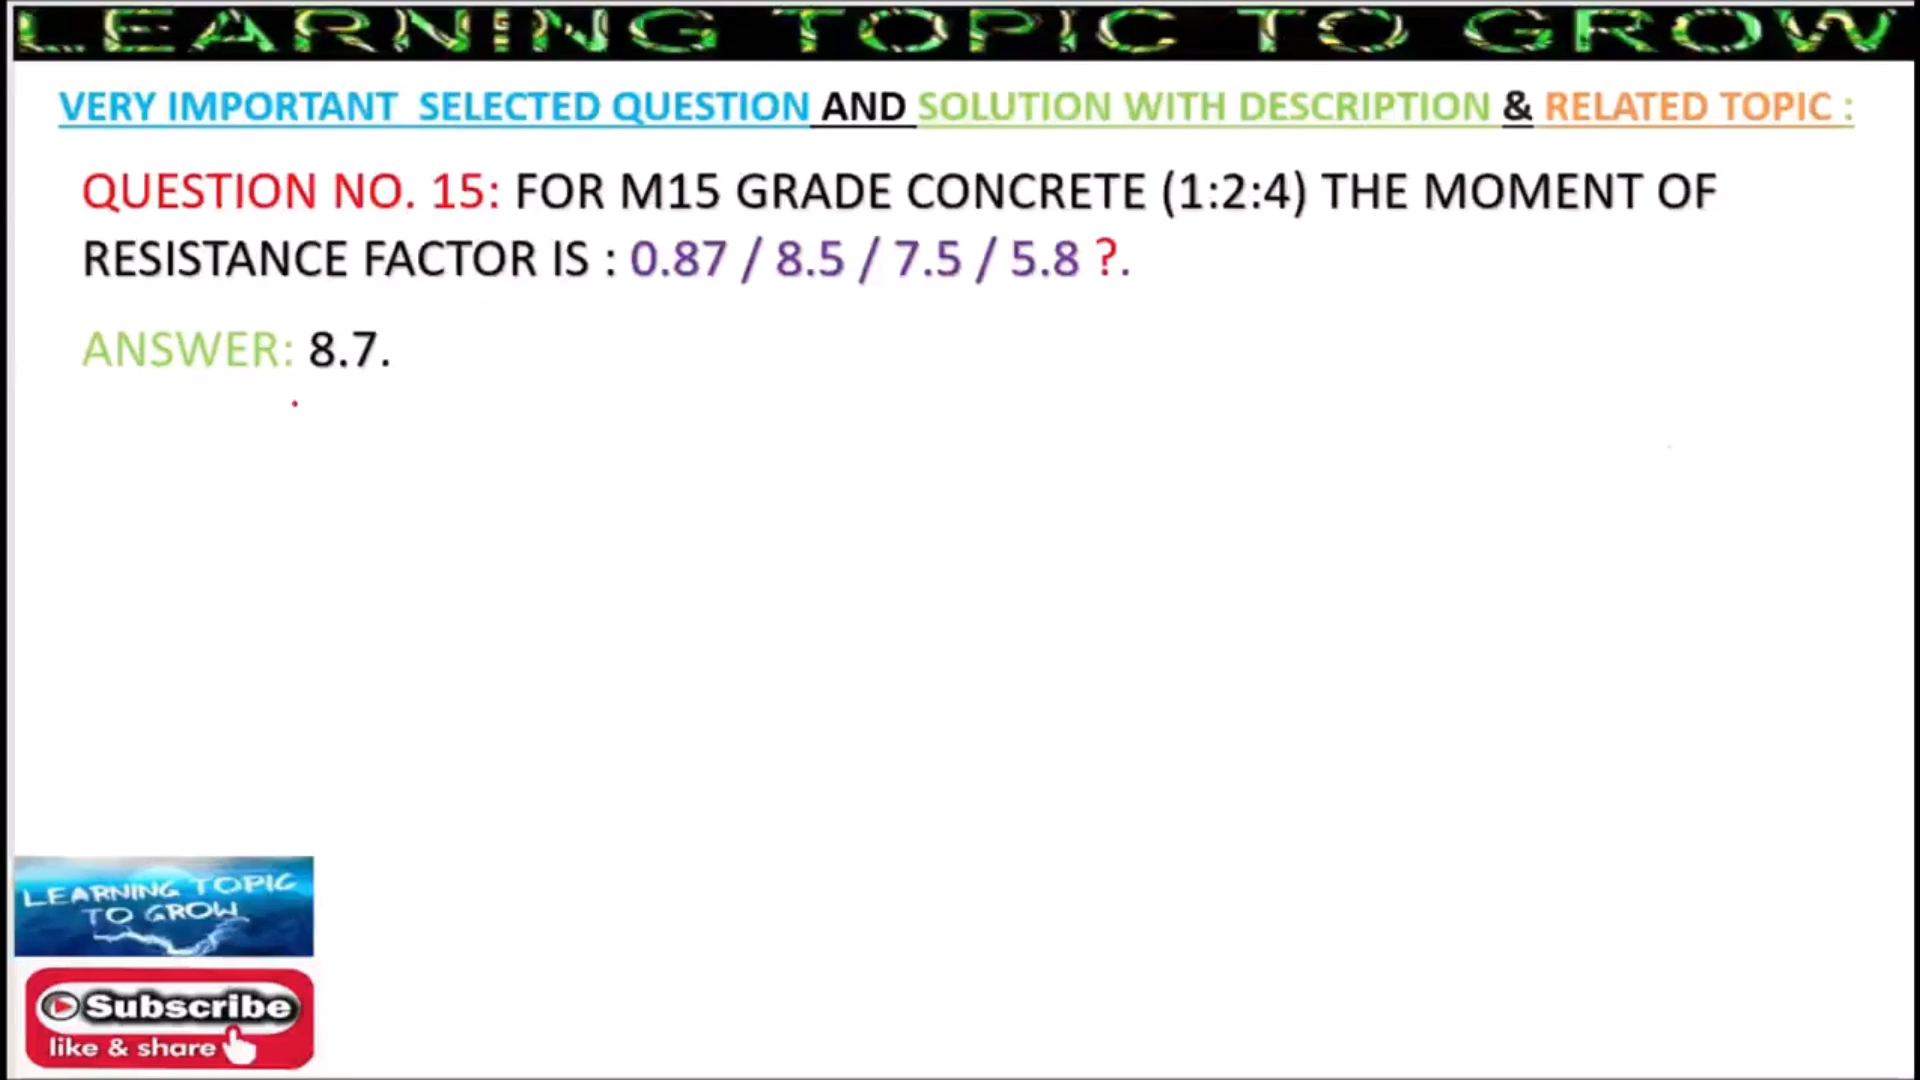 LEARNING TOPIC TO GROW
VERY IMPORTANT SELECTED QUESTION AND SOLUTION WITH DESCRIPTION & RELATED TOPIC :
QUESTION NO. 15: FOR M15 GRADE CONCRETE (1:2:4) THE MOMENT OF
RESISTANCE FACTOR IS : 0.87 / 8.5 / 7.5 / 5.8 ?.
ANSWER: 8.7.
LEARNING TOPIC
TO GROW
Subscribe
like & share